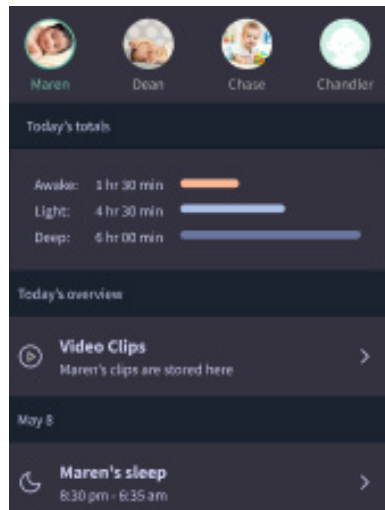 Maren Dean Chase Chandler
Today's totals
Awake: 1 hr 30 min
Light: 4 hr 30 min
Deep: 6 hr 00 min
Today's overview
Video Clips
Maren's clips are stored here
May 8
Maren's sleep
8:30 pm - 6:35 am